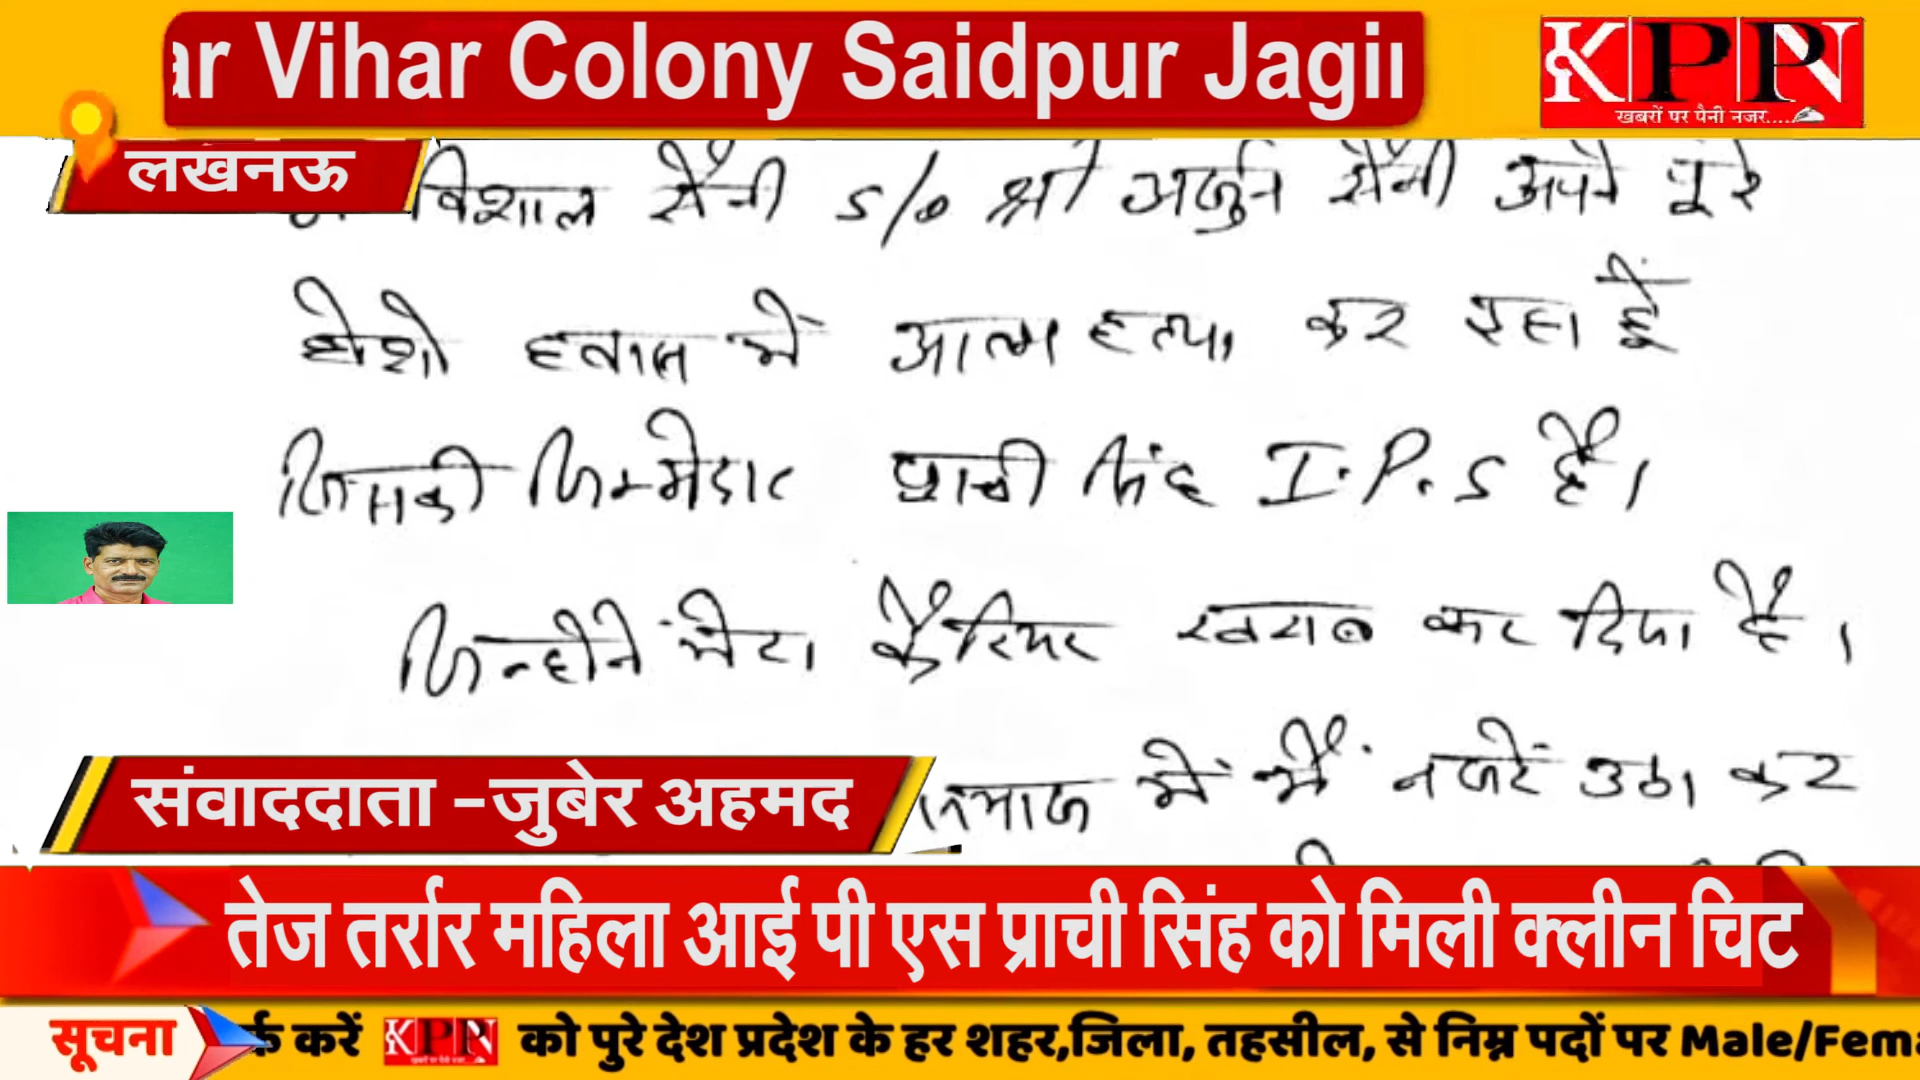 ar Vihar Colony Saidpur Jagir
KPN
खबरों पर पैनी नजर.....
लखनऊ
विशाल सैनी s/o श्री अर्जुन सैनी अपने पूरे
होशो हवास में आत्महत्या कर रहा हूँ
जिसकी जिम्मेदार प्राची सिंह I.P.S है।
जिन्होने मेरा कैरियर खराब कर दिया है।
समाज में मैं नजरें उठा कर
संवाददाता -जुबेर अहमद
तेज तर्रार महिला आई पी एस प्राची सिंह को मिली क्लीन चिट
सूचना
र्क करें KPN को पुरे देश प्रदेश के हर शहर,जिला, तहसील, से निम्न पदों पर Male/Fema